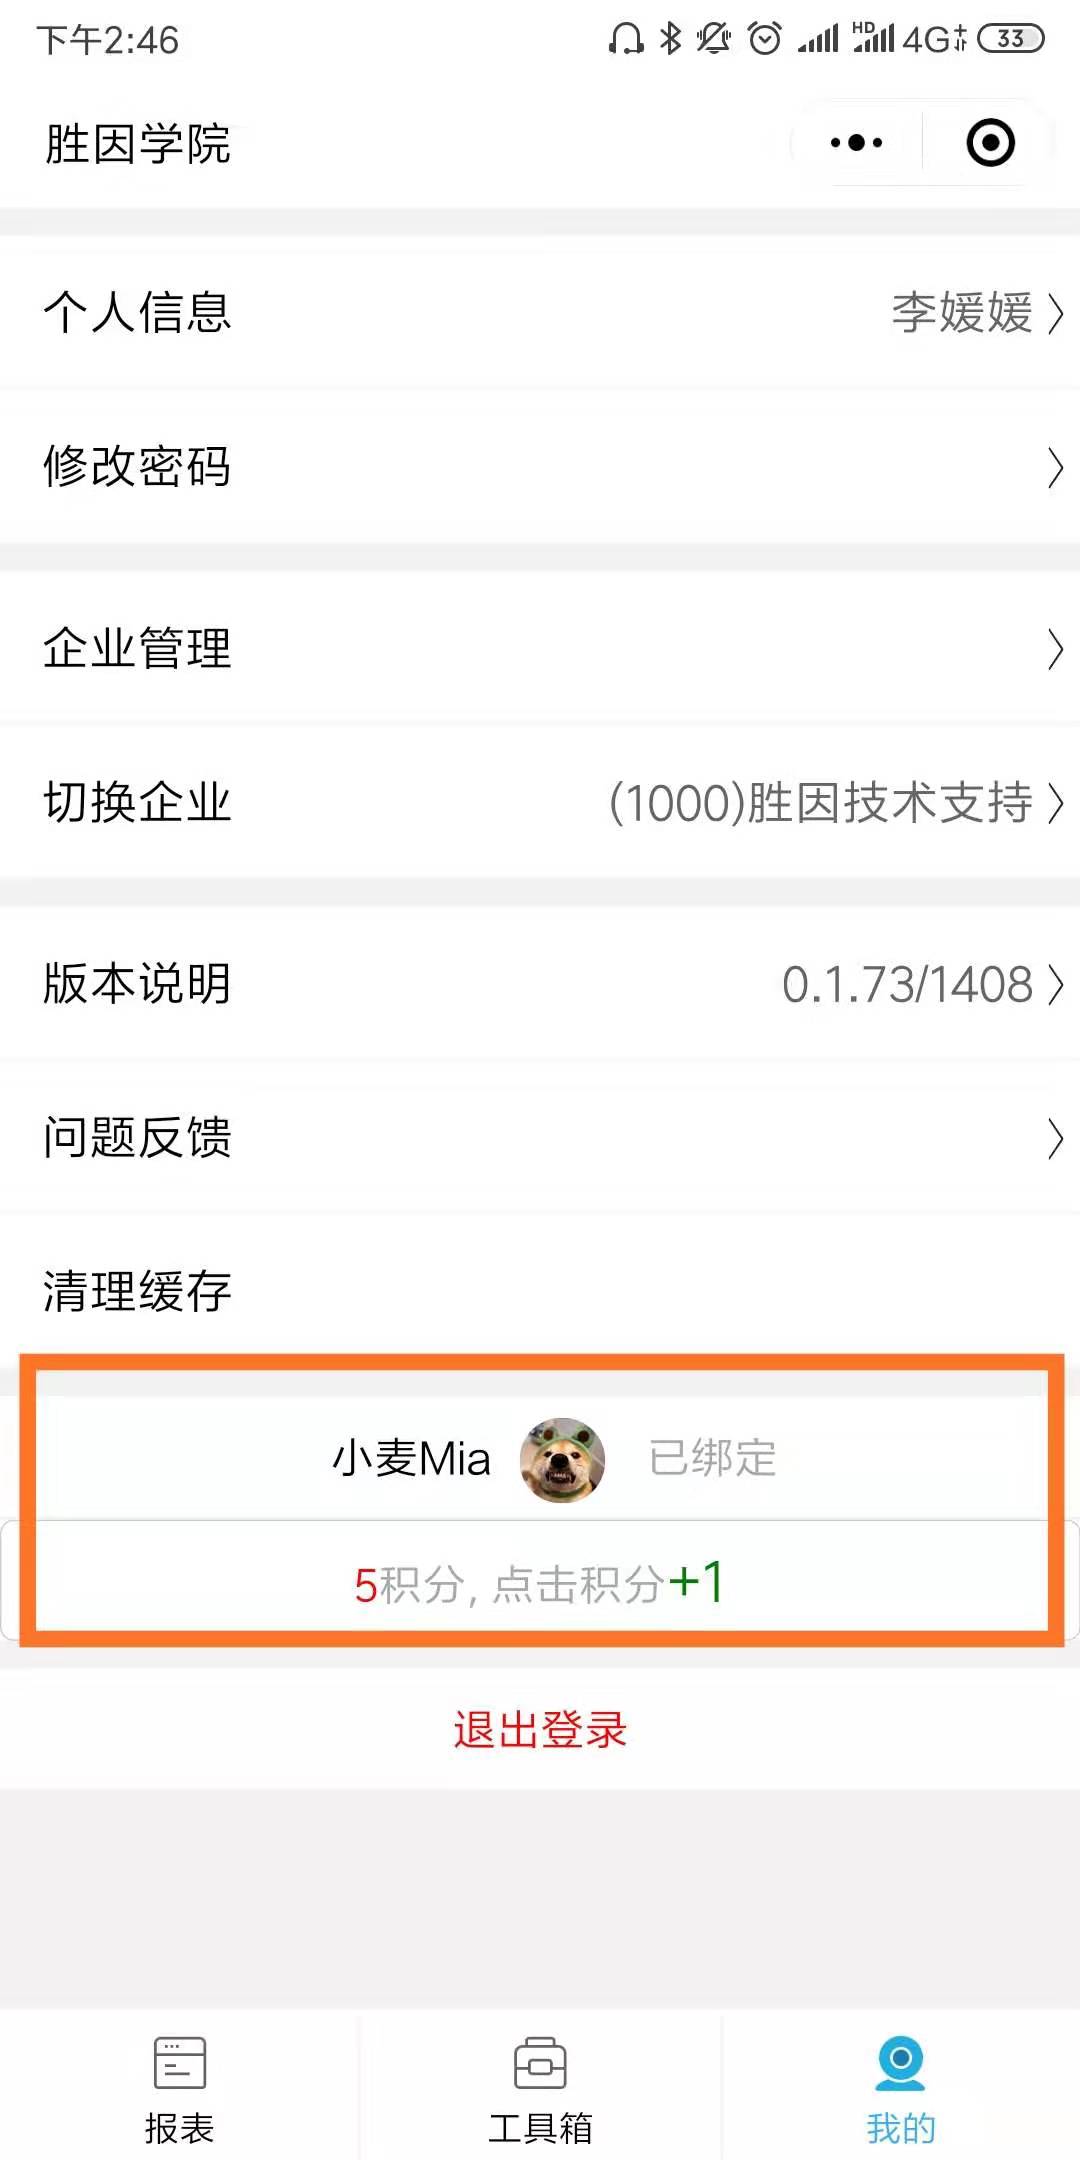 下午2:46
HD 4G 33
胜因学院
个人信息 李媛媛
修改密码
企业管理
切换企业 (1000)胜因技术支持
版本说明 0.1.73/1408
问题反馈
清理缓存
小麦Mia 已绑定
5积分, 点击积分+1
退出登录
报表 工具箱 我的